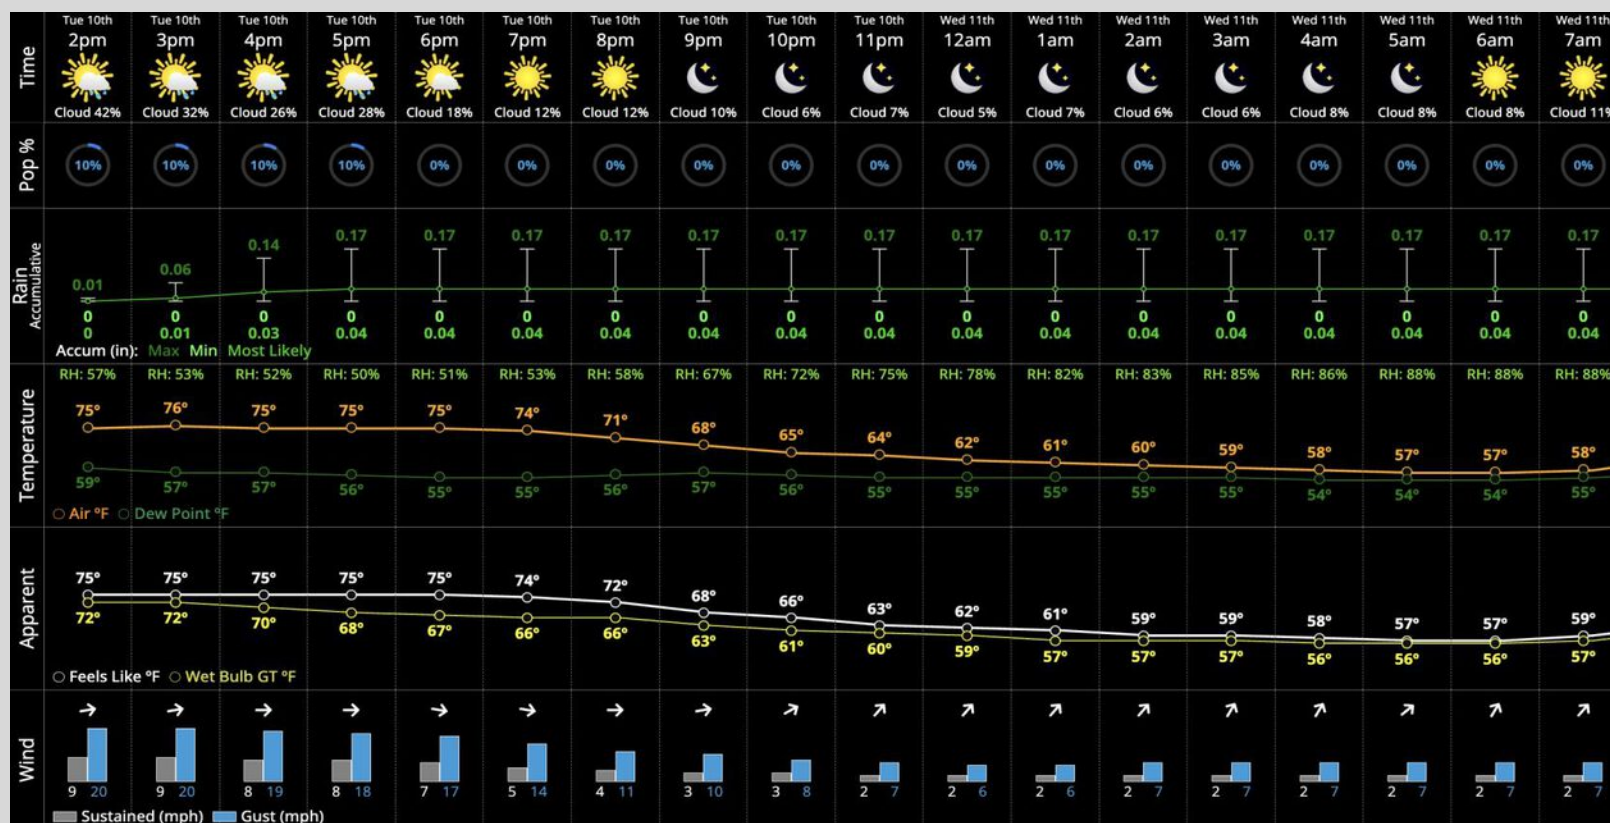 Tue 10th Tue 10th Tue 10th Tue 10th Tue 10th Tue 10th Tue 10th Tue 10th Tue 10th Tue 10th Wed 11th Wed 11th Wed 11th Wed 11th Wed 11th Wed 11th Wed 11th Wed 11th
2pm 3pm 4pm 5pm 6pm 7pm 8pm 9pm 10pm 11pm 12am 1am 2am 3am 4am 5am 6am 7am
Time
Cloud 42% Cloud 32% Cloud 26% Cloud 28% Cloud 18% Cloud 12% Cloud 12% Cloud 10% Cloud 6% Cloud 7% Cloud 5% Cloud 7% Cloud 6% Cloud 6% Cloud 8% Cloud 8% Cloud 8% Cloud 11%
Pop %
10% 10% 10% 10% 0% 0% 0% 0% 0% 0% 0% 0% 0% 0% 0% 0% 0% 0%
Rain
Accumulative
0.01 0.06 0.14 0.17 0.17 0.17 0.17 0.17 0.17 0.17 0.17 0.17 0.17 0.17 0.17 0.17 0.17 0.17
0 0 0 0 0 0 0 0 0 0 0 0 0 0 0 0 0 0
0 0.01 0.03 0.04 0.04 0.04 0.04 0.04 0.04 0.04 0.04 0.04 0.04 0.04 0.04 0.04 0.04 0.04
Accum (in): Max Min Most Likely
Temperature
RH: 57% RH: 53% RH: 52% RH: 50% RH: 51% RH: 53% RH: 58% RH: 67% RH: 72% RH: 75% RH: 78% RH: 82% RH: 83% RH: 85% RH: 86% RH: 88% RH: 88% RH: 88%
75° 76° 75° 75° 75° 74° 71° 68° 65° 64° 62° 61° 60° 59° 58° 57° 57° 58°
59° 57° 57° 56° 55° 55° 56° 57° 56° 55° 55° 55° 55° 55° 54° 54° 54° 55°
Air °F Dew Point °F
Apparent
75° 75° 75° 75° 75° 74° 72° 68° 66° 63° 62° 61° 59° 59° 58° 57° 57° 59°
72° 72° 70° 68° 67° 66° 66° 63° 61° 60° 59° 57° 57° 57° 56° 56° 56° 57°
Feels Like °F Wet Bulb GT °F
Wind
9 20 9 20 8 19 8 18 7 17 5 14 4 11 3 10 3 8 2 7 2 6 2 6 2 7 2 7 2 7 2 7 2 7 2 7
Sustained (mph) Gust (mph)